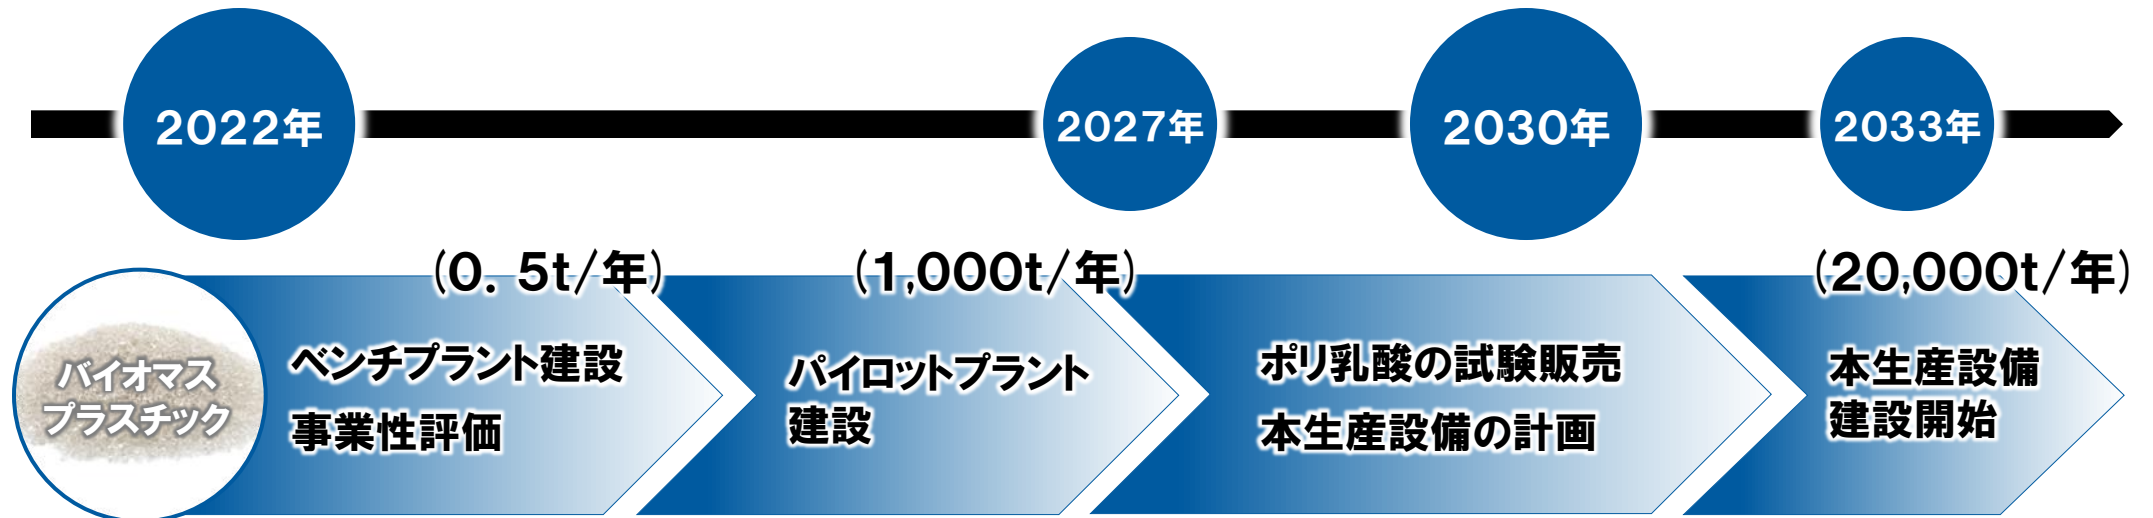 2022年
2027年
2030年
2033年
(0. 5t/年)
(1,000t/年)
(20,000t/年)
バイオマス
プラスチック
ベンチプラント建設
事業性評価
パイロットプラント
建設
ポリ乳酸の試験販売
本生産設備の計画
本生産設備
建設開始